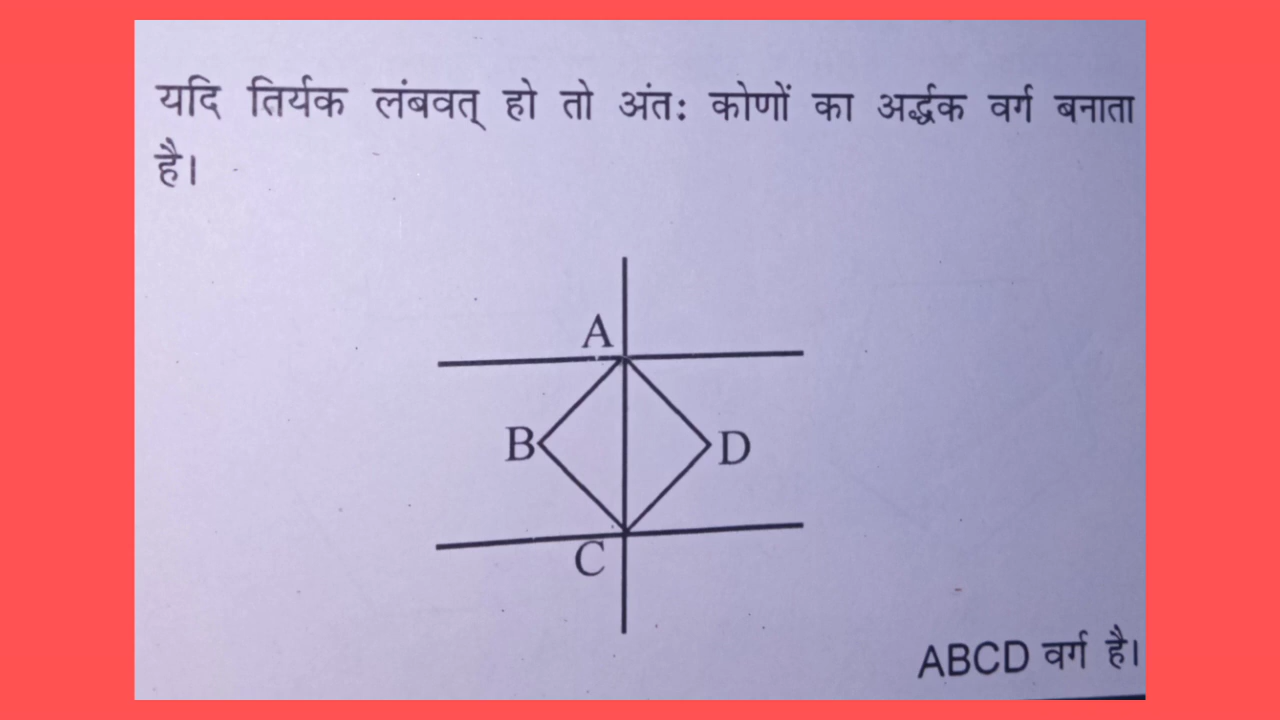 यदि तिर्यक लंबवत् हो तो अंतः कोणों का अर्द्धक वर्ग बनाता
है।
A
B
D
C
ABCD वर्ग है।